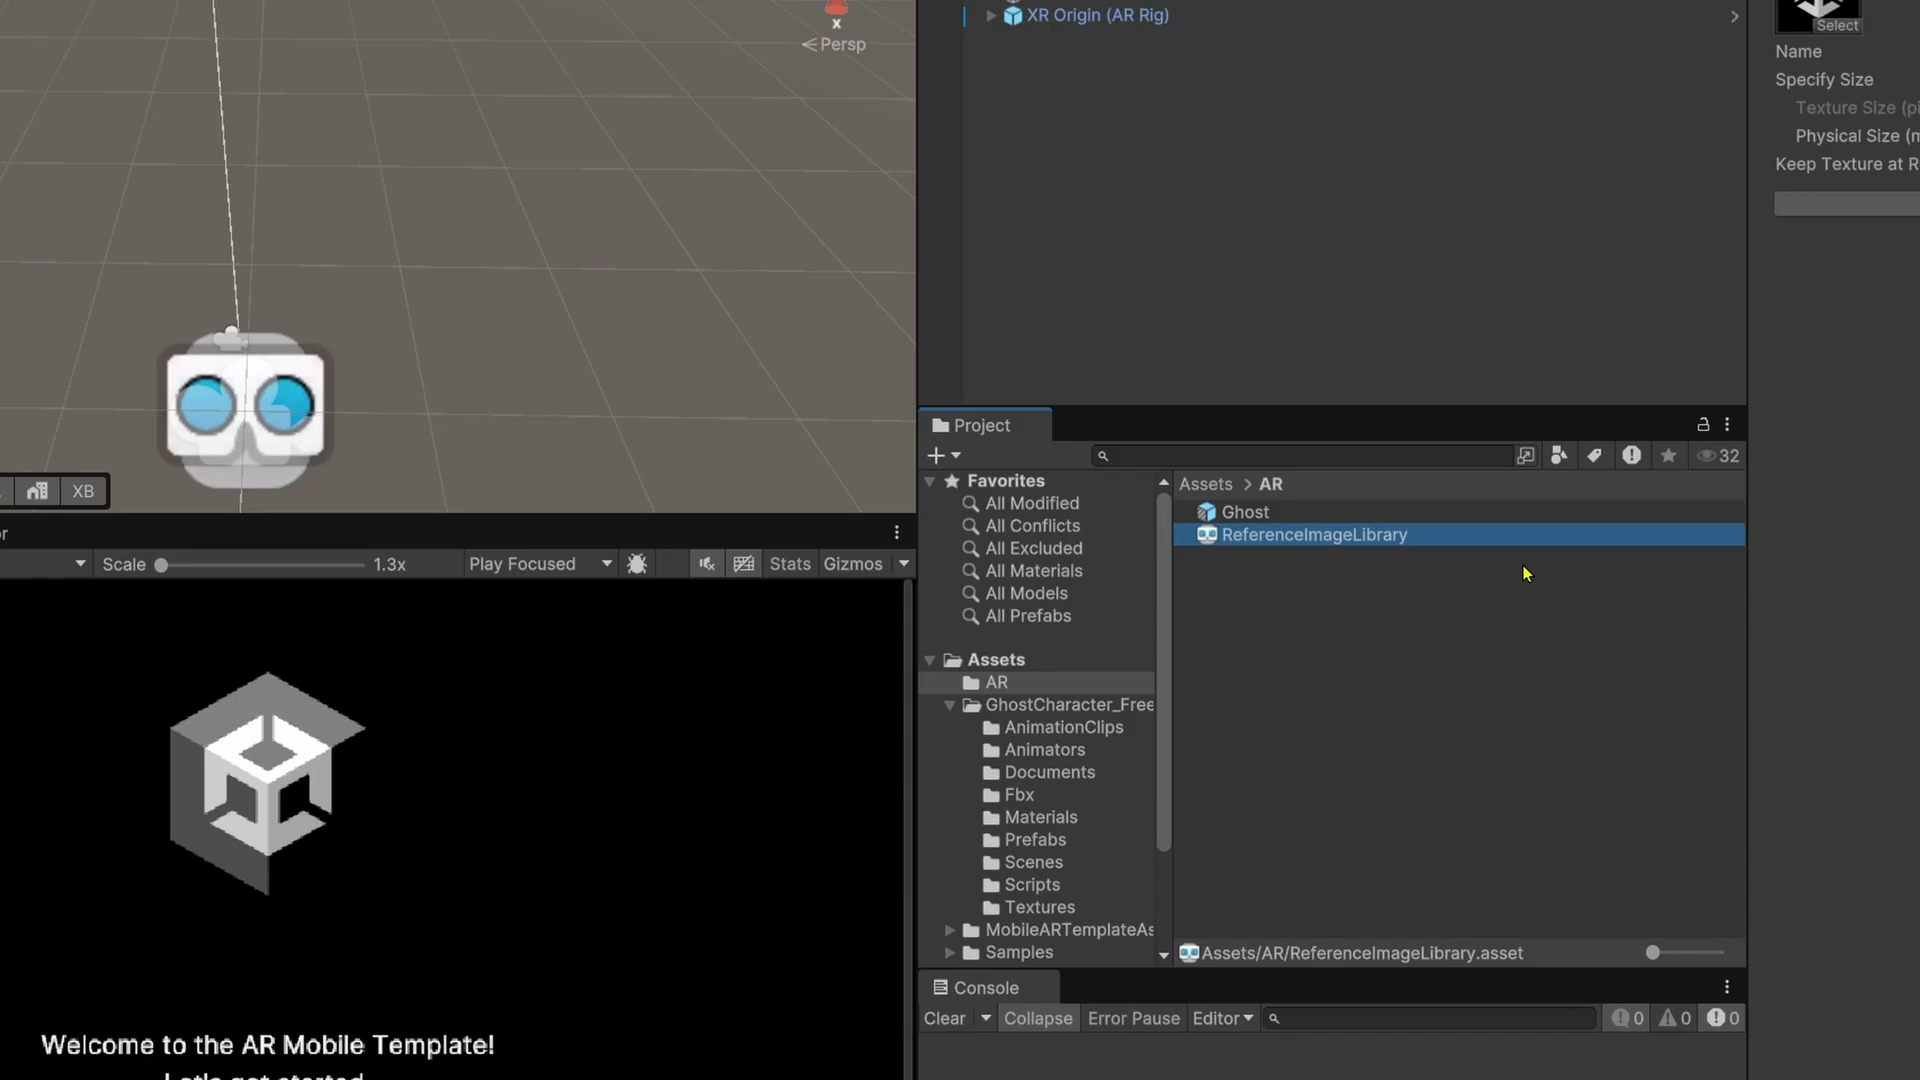 x
Persp
XB
Scale
1.3x
Play Focused
Stats
Gizmos
Welcome to the AR Mobile Template!
XR Origin (AR Rig)
Project
32
Favorites
All Modified
All Conflicts
All Excluded
All Materials
All Models
All Prefabs
Assets
AR
GhostCharacter_Free
AnimationClips
Animators
Documents
Fbx
Materials
Prefabs
Scenes
Scripts
Textures
MobileARTemplateAs
Samples
Assets > AR
Ghost
ReferenceImageLibrary
Assets/AR/ReferenceImageLibrary.asset
Console
Clear
Collapse
Error Pause
Editor
0
0
0
Select
Name
Specify Size
Texture Size (pi
Physical Size (m
Keep Texture at R